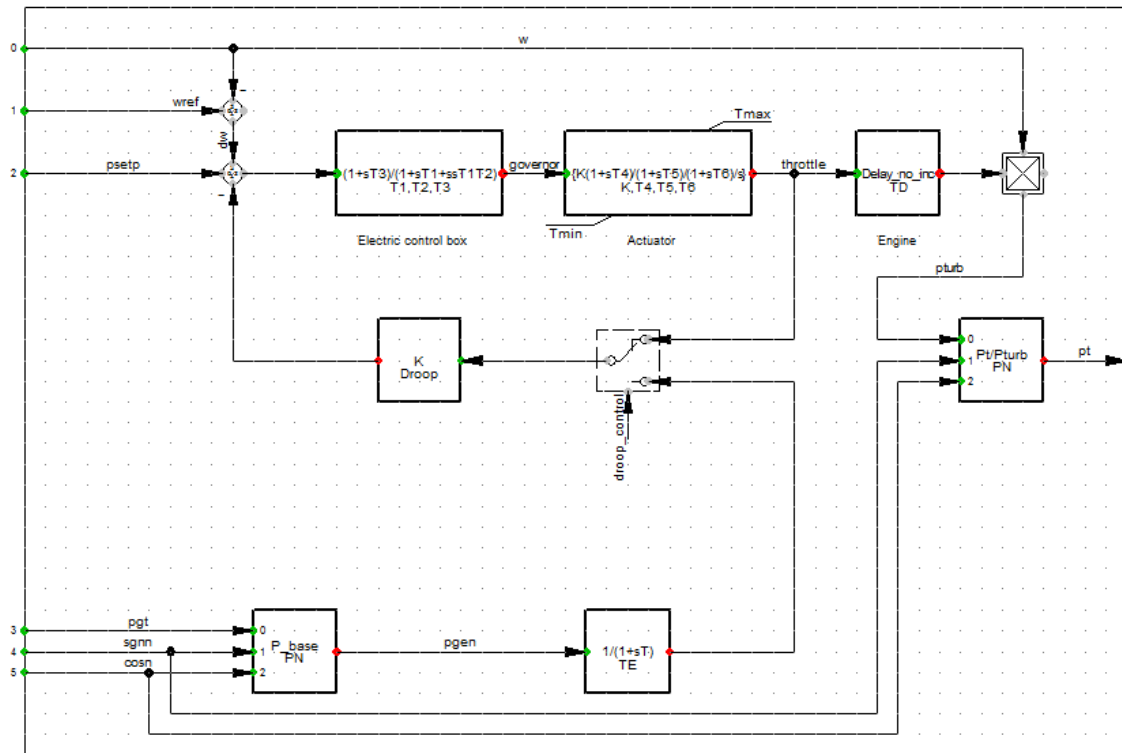 0
w
-
1
wref
dw
Tmax
2
psetp
-
(1+sT3)/(1+sT1+ssT1T2)
T1,T2,T3
governor
{K(1+sT4)/(1+sT5)/(1+sT6)/s}
K,T4,T5,T6
throttle
Delay_no_inc
TD
Tmin
Electric control box
Actuator
Engine
pturb
K
Droop
0
1
2
Pt/Pturb
PN
pt
droop_control
3
pgt
0
4
sgnn
1
5
cosn
2
P_base
PN
pgen
1/(1+sT)
TE